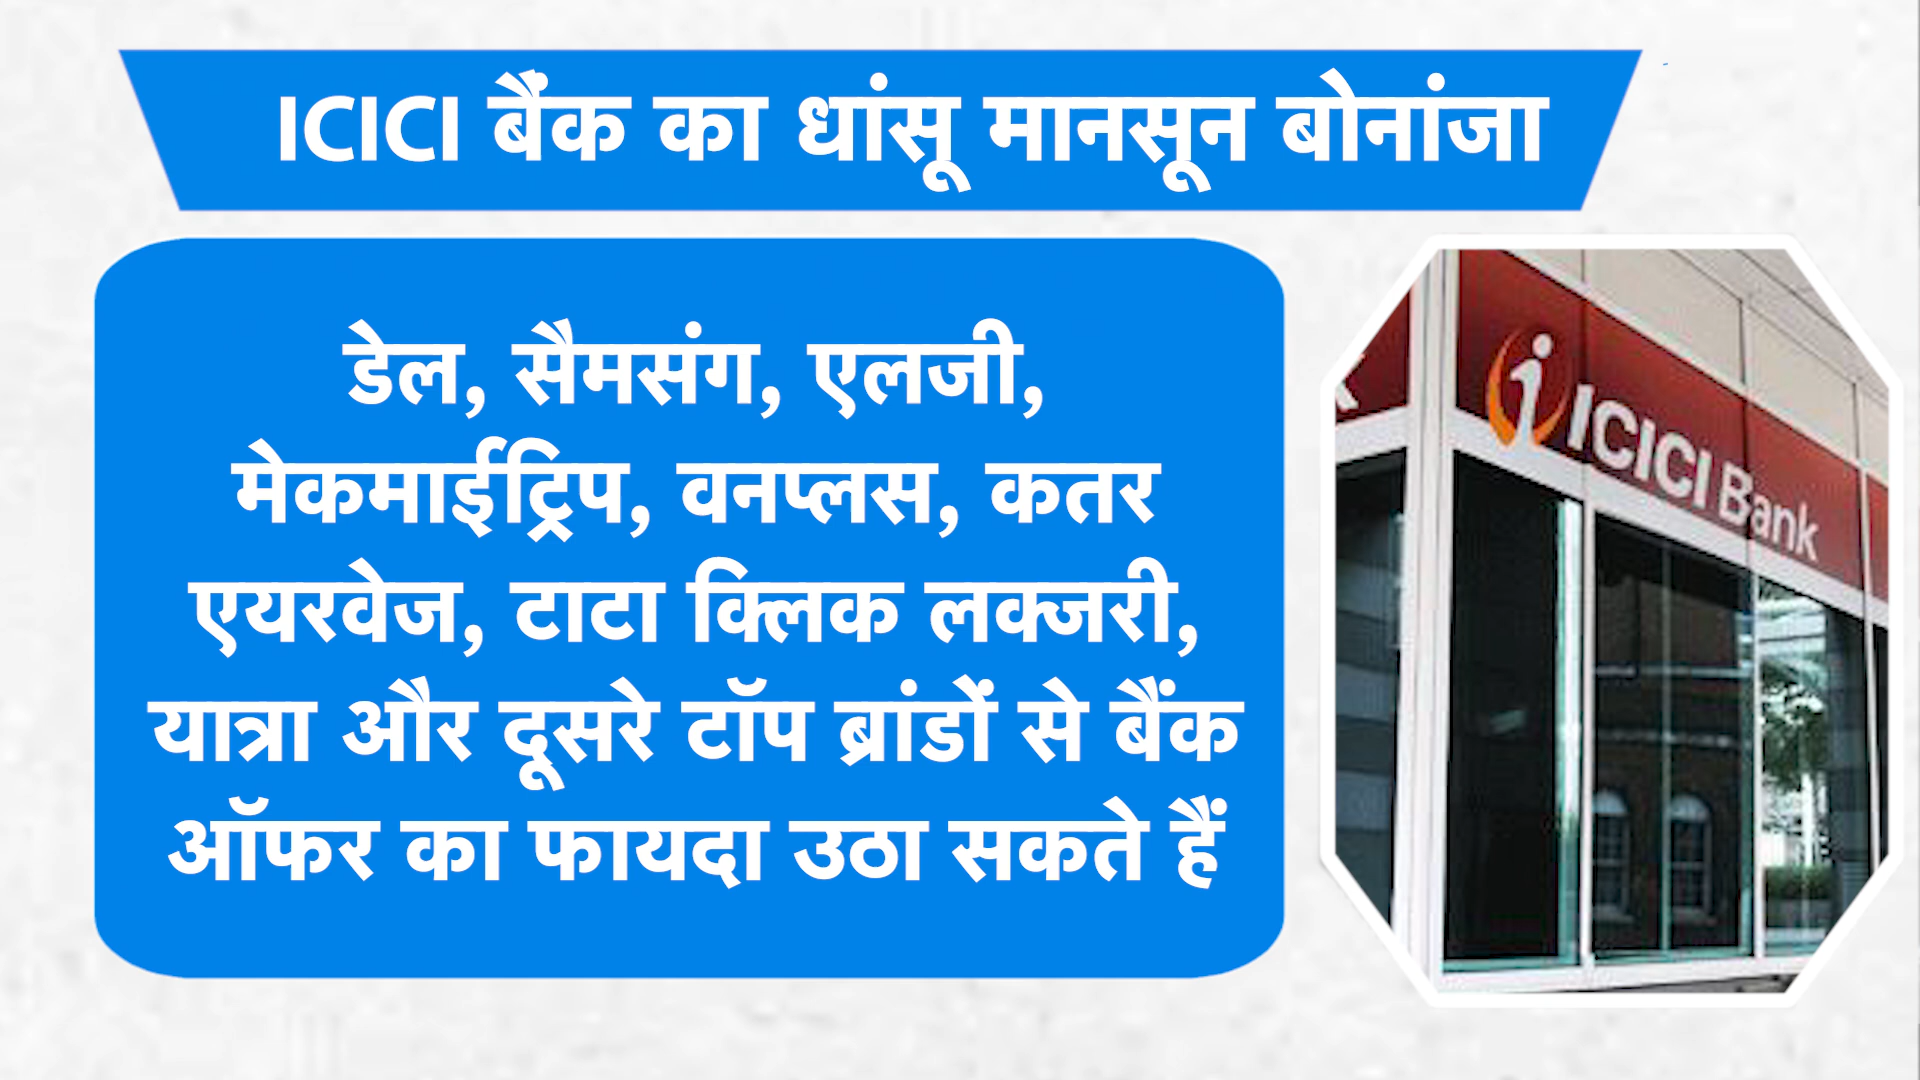 ICICI बैंक का धांसू मानसून बोनांजा
डेल, सैमसंग, एलजी,
मेकमाईट्रिप, वनप्लस, कतर
एयरवेज, टाटा क्लिक लक्जरी,
यात्रा और दूसरे टॉप ब्रांडों से बैंक
ऑफर का फायदा उठा सकते हैं
ICICI Bank